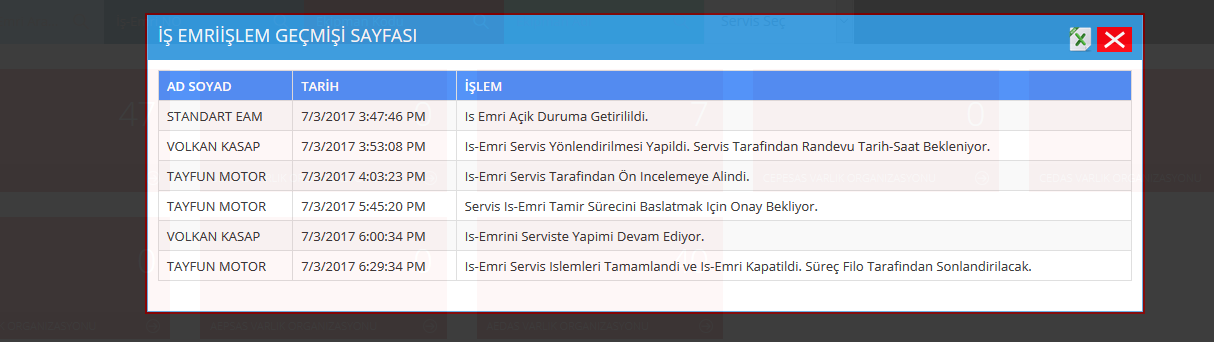 Servis Seç
İŞ EMRİİŞLEM GEÇMİŞİ SAYFASI
AD SOYAD TARİH İŞLEM
STANDART EAM 7/3/2017 3:47:46 PM Is Emri Açik Duruma Getirilildi.
VOLKAN KASAP 7/3/2017 3:53:08 PM Is-Emri Servis Yönlendirilmesi Yapildi. Servis Tarafindan Randevu Tarih-Saat Bekleniyor.
TAYFUN MOTOR 7/3/2017 4:03:23 PM Is-Emri Servis Tarafindan Ön Incelemeye Alindi.
TAYFUN MOTOR 7/3/2017 5:45:20 PM Servis Is-Emri Tamir Sürecini Baslatmak Için Onay Bekliyor.
VOLKAN KASAP 7/3/2017 6:00:34 PM Is-Emrini Serviste Yapimi Devam Ediyor.
TAYFUN MOTOR 7/3/2017 6:29:34 PM Is-Emri Servis Islemleri Tamamlandi ve Is-Emri Kapatildi. Süreç Filo Tarafindan Sonlandirilacak.